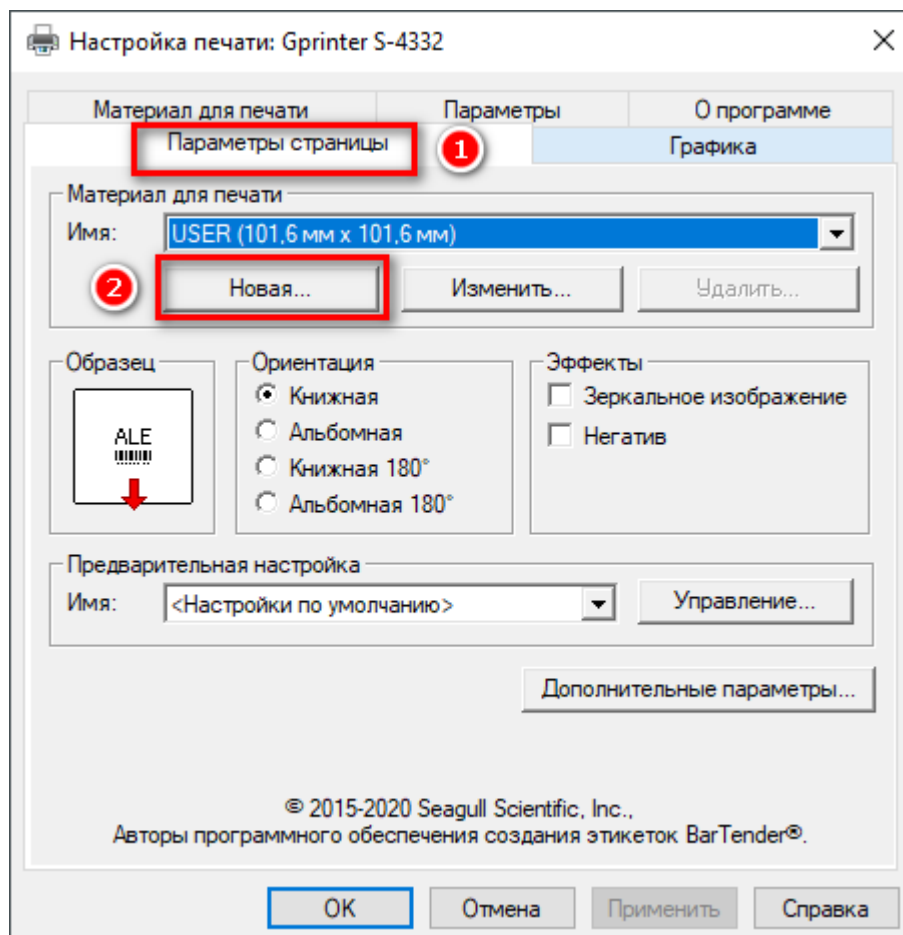 Настройка печати: Gprinter S-4332
Материал для печати Параметры О программе
Параметры страницы 1 Графика
Материал для печати
Имя: USER (101,6 мм x 101,6 мм)
2 Новая... Изменить... Удалить...
Образец Ориентация Эффекты
Книжная Зеркальное изображение
ALE Альбомная Негатив
Книжная 180°
Альбомная 180°
Предварительная настройка
Имя: <Настройки по умолчанию> Управление...
Дополнительные параметры...
© 2015-2020 Seagull Scientific, Inc.,
Авторы программного обеспечения создания этикеток BarTender®.
OK Отмена Применить Справка